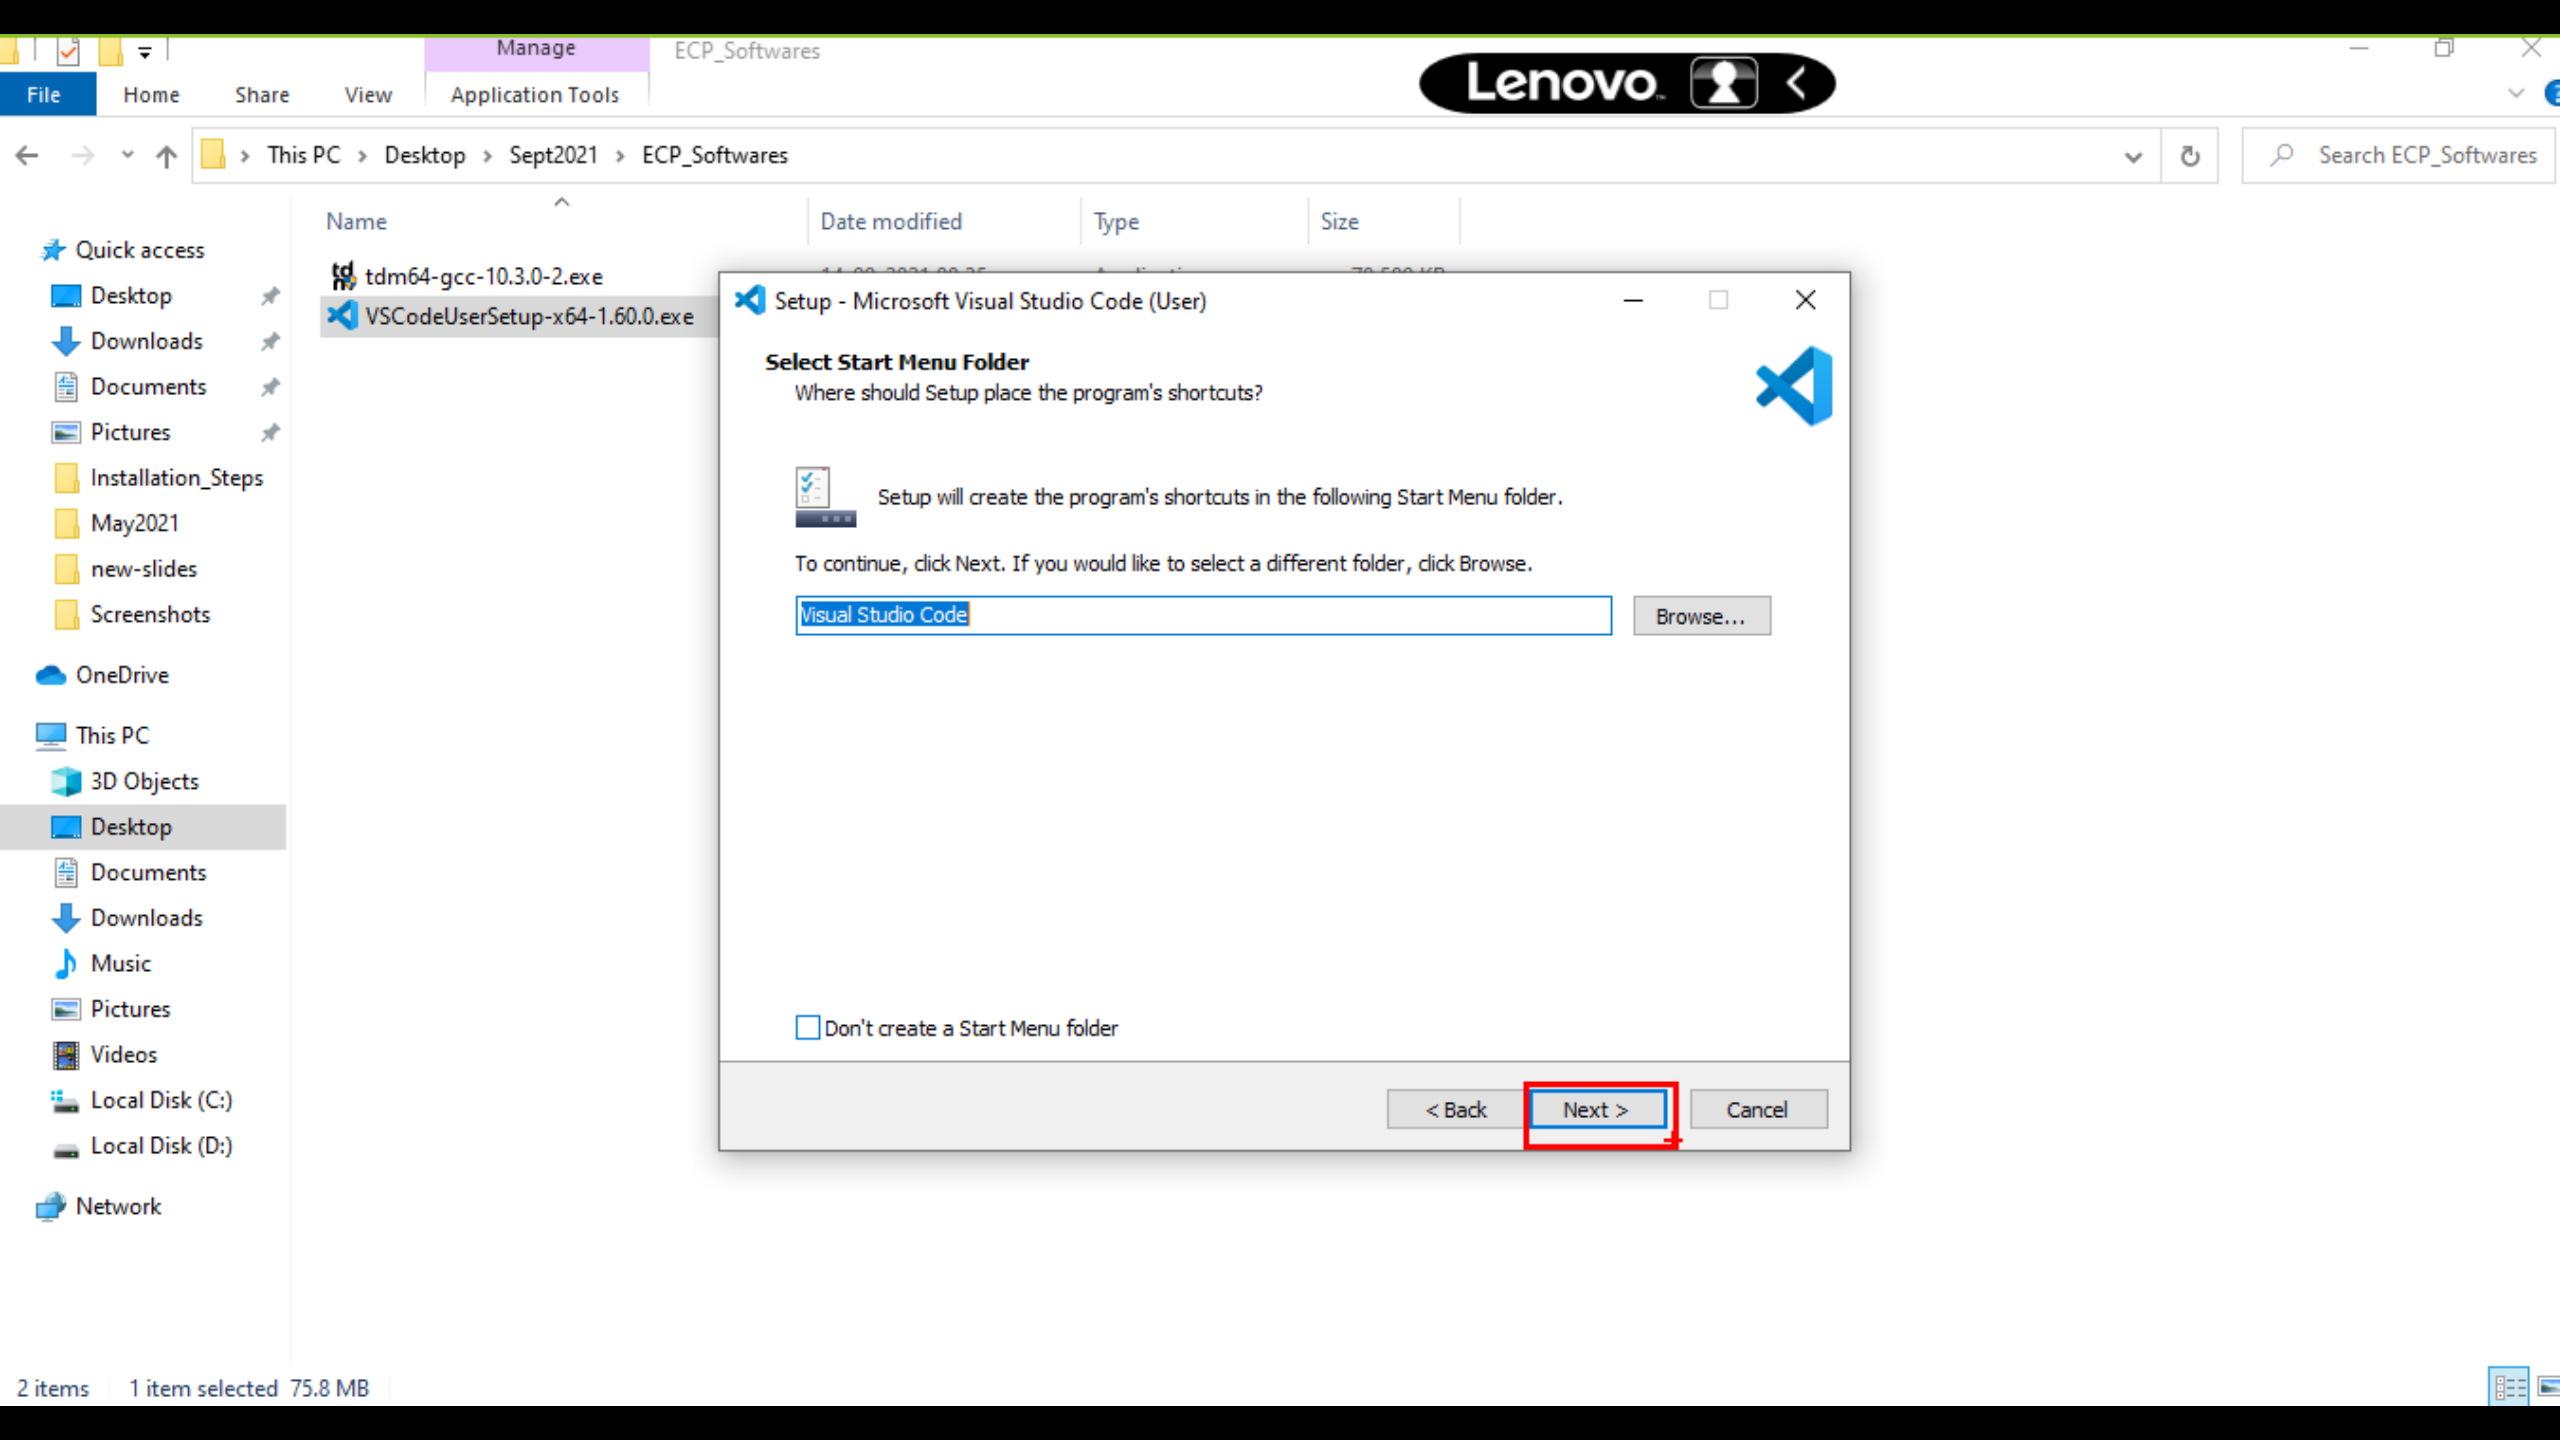 Manage
ECP_Softwares
File
Home
Share
View
Application Tools
Lenovo
This PC
Desktop
Sept2021
ECP_Softwares
Search ECP_Softwares
Name
Date modified
Type
Size
tdm64-gcc-10.3.0-2.exe
VSCodeUserSetup-x64-1.60.0.exe
Quick access
Desktop
Downloads
Documents
Pictures
Installation_Steps
May2021
new-slides
Screenshots
OneDrive
This PC
3D Objects
Desktop
Documents
Downloads
Music
Pictures
Videos
Local Disk (C:)
Local Disk (D:)
Network
Setup - Microsoft Visual Studio Code (User)
Select Start Menu Folder
Where should Setup place the program's shortcuts?
Setup will create the program's shortcuts in the following Start Menu folder.
To continue, click Next. If you would like to select a different folder, click Browse.
Visual Studio Code
Browse...
Don't create a Start Menu folder
< Back
Next >
Cancel
2 items
1 item selected 75.8 MB